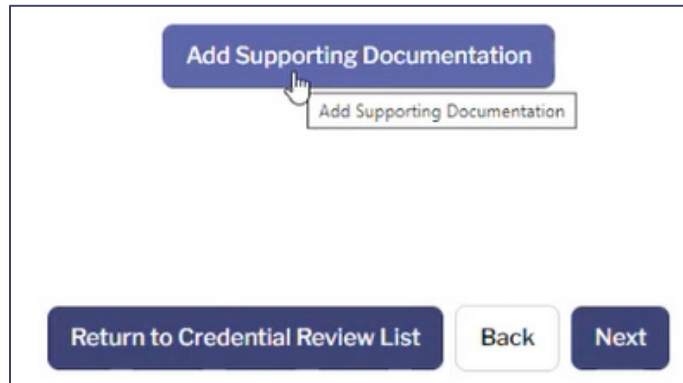 Add Supporting Documentation
Add Supporting Documentation
Return to Credential Review List Back Next